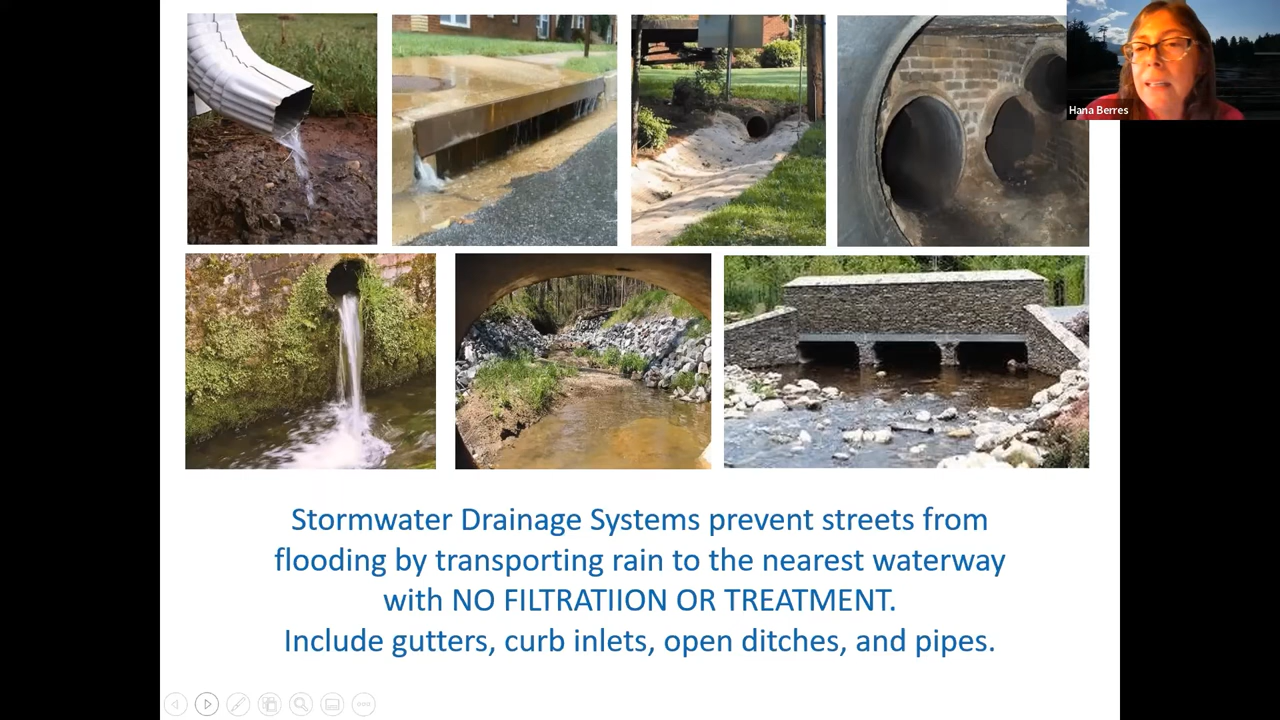 Hana Berres
Stormwater Drainage Systems prevent streets from
flooding by transporting rain to the nearest waterway
with NO FILTRATIION OR TREATMENT.
Include gutters, curb inlets, open ditches, and pipes.